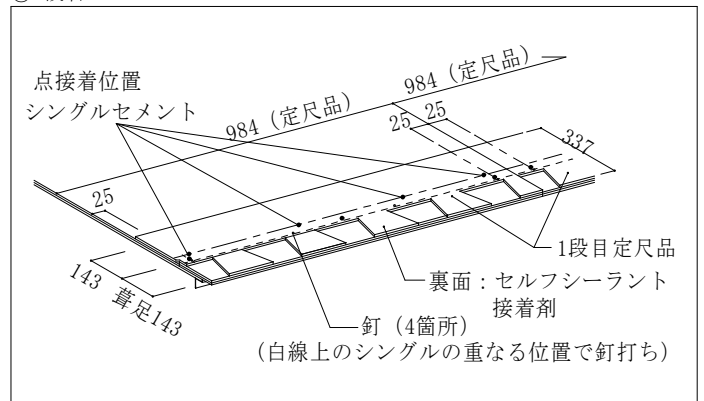 点接着位置
シングルセメント
984（定尺品）
984（定尺品）
25
25
337
25
143
葺足143
1段目定尺品
裏面：セルフシーラント
接着剤
釘（4箇所）
（白線上のシングルの重なる位置で釘打ち）